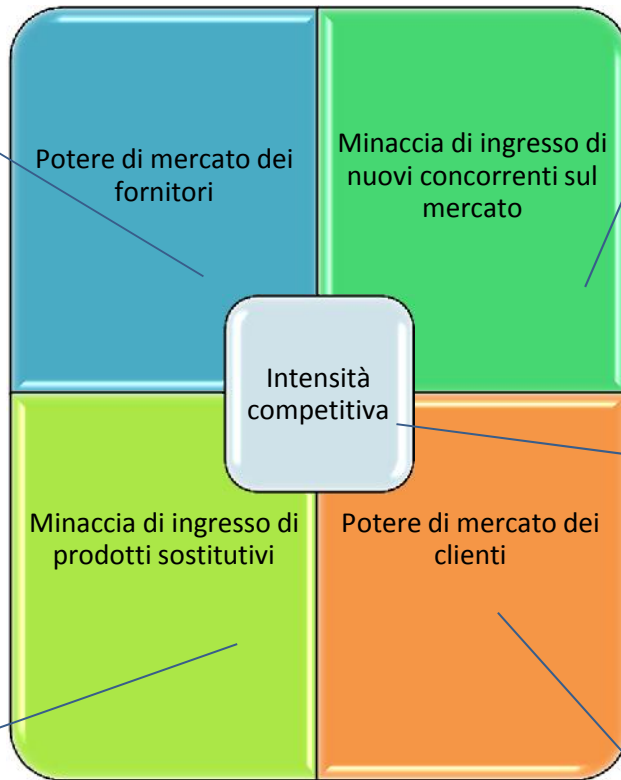 Potere di mercato dei
fornitori
Minaccia di ingresso di
nuovi concorrenti sul
mercato
Intensità
competitiva
Minaccia di ingresso di
prodotti sostitutivi
Potere di mercato dei
clienti